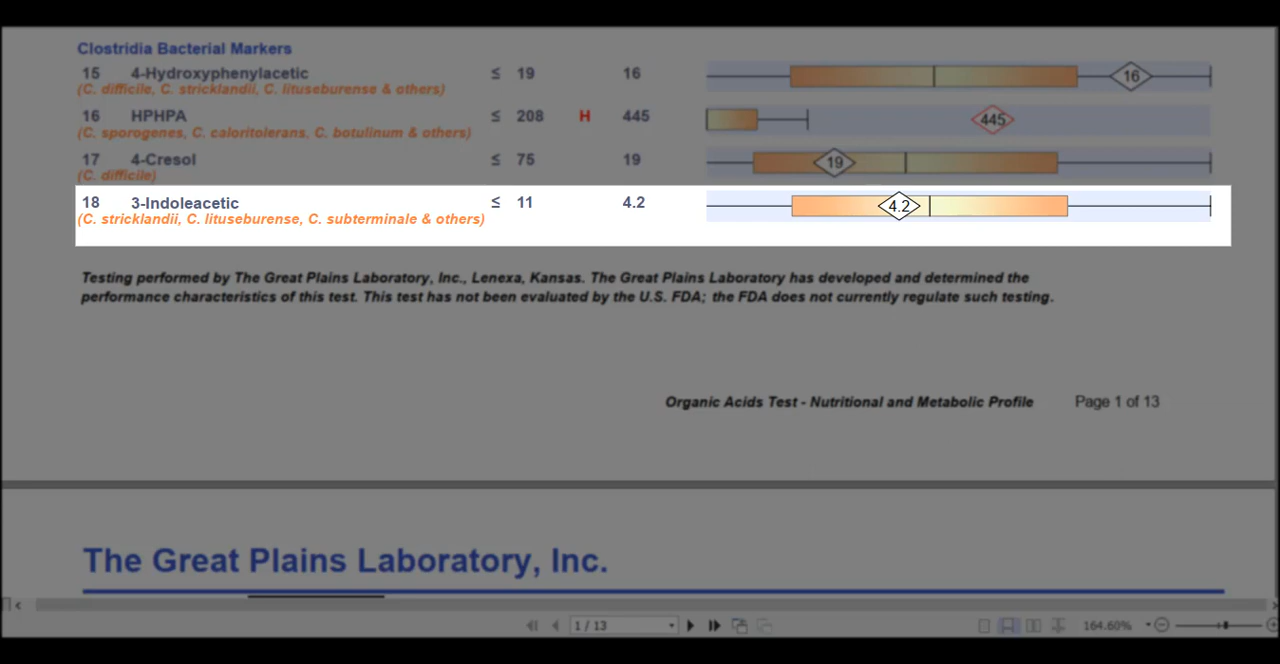 Clostridia Bacterial Markers
15 4-Hydroxyphenylacetic ≤ 19 16 16
(C. difficile, C. stricklandii, C. lituseburense & others)
16 HPHPA ≤ 208 H 445 445
(C. sporogenes, C. caloritolerans, C. botulinum & others)
17 4-Cresol ≤ 75 19 19
(C. difficile)
18 3-Indoleacetic ≤ 11 4.2 4.2
(C. stricklandii, C. lituseburense, C. subterminale & others)
Testing performed by The Great Plains Laboratory, Inc., Lenexa, Kansas. The Great Plains Laboratory has developed and determined the
performance characteristics of this test. This test has not been evaluated by the U.S. FDA; the FDA does not currently regulate such testing.
Organic Acids Test - Nutritional and Metabolic Profile Page 1 of 13
The Great Plains Laboratory, Inc.
1 / 13 164.60%